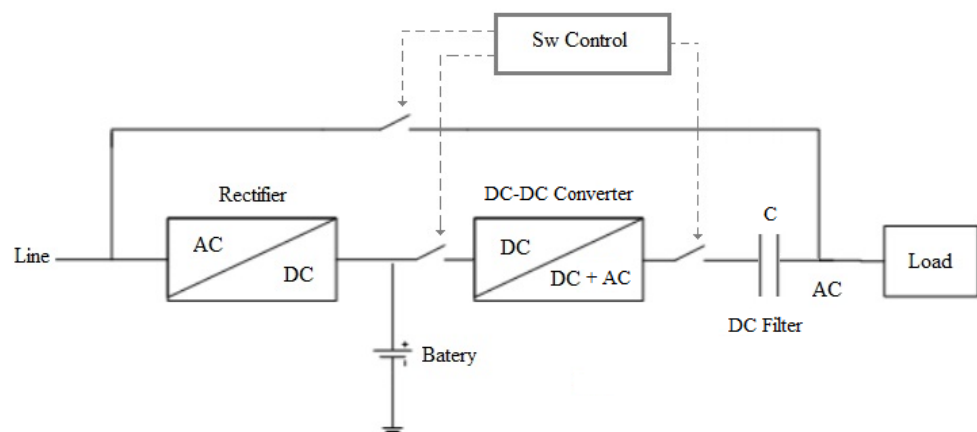 Sw Control
Rectifier
DC-DC Converter
C
Line
AC
DC
DC
DC + AC
AC
Load
DC Filter
Batery